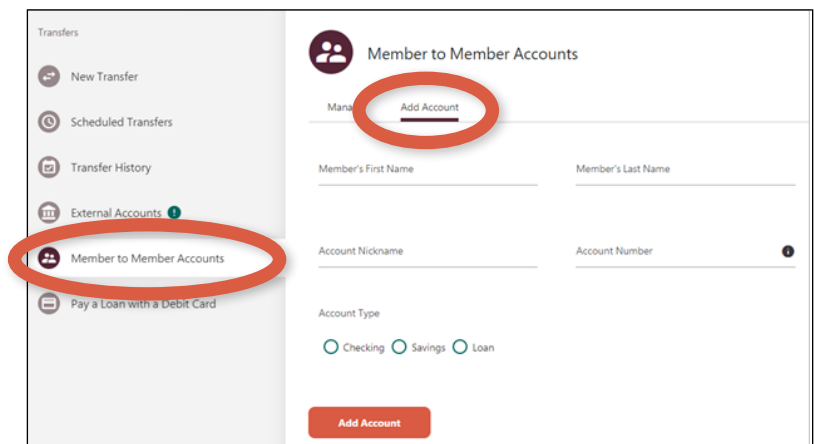 Transfers
New Transfer
Scheduled Transfers
Transfer History
External Accounts
Member to Member Accounts
Pay a Loan with a Debit Card
Member to Member Accounts
Add Account
Member's First Name Member's Last Name
Account Nickname Account Number
Account Type
Checking Savings Loan
Add Account